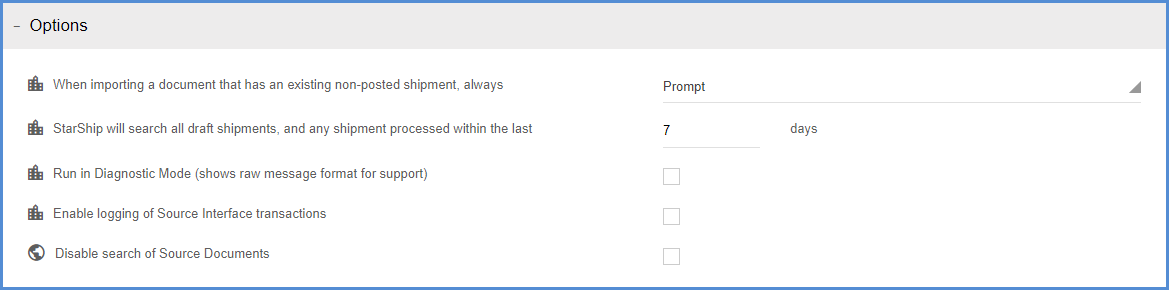 − Options
When importing a document that has an existing non-posted shipment, always Prompt
StarShip will search all draft shipments, and any shipment processed within the last 7 days
Run in Diagnostic Mode (shows raw message format for support)
Enable logging of Source Interface transactions
Disable search of Source Documents